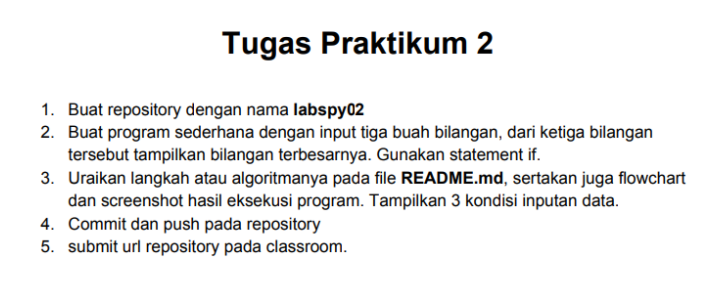 Tugas Praktikum 2
1. Buat repository dengan nama labspy02
2. Buat program sederhana dengan input tiga buah bilangan, dari ketiga bilangan
tersebut tampilkan bilangan terbesarnya. Gunakan statement if.
3. Uraikan langkah atau algoritmanya pada file README.md, sertakan juga flowchart
dan screenshot hasil eksekusi program. Tampilkan 3 kondisi inputan data.
4. Commit dan push pada repository
5. submit url repository pada classroom.